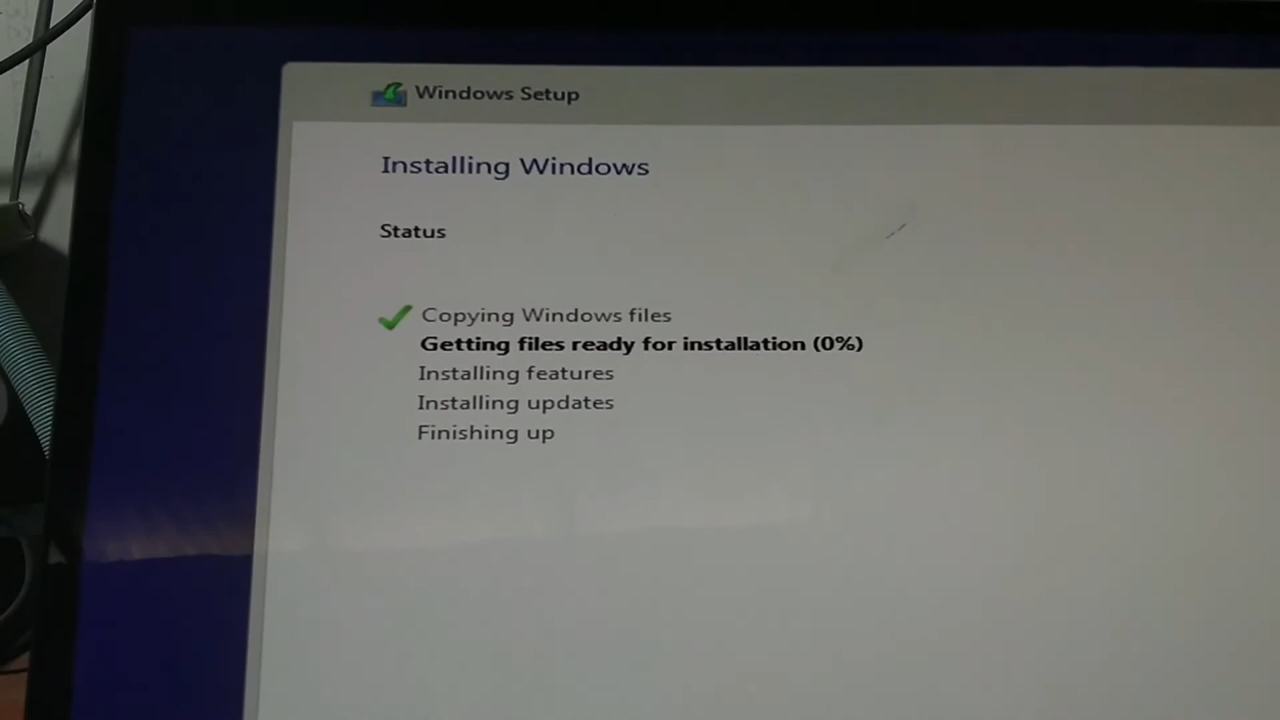 Windows Setup
Installing Windows
Status
Copying Windows files
Getting files ready for installation (0%)
Installing features
Installing updates
Finishing up